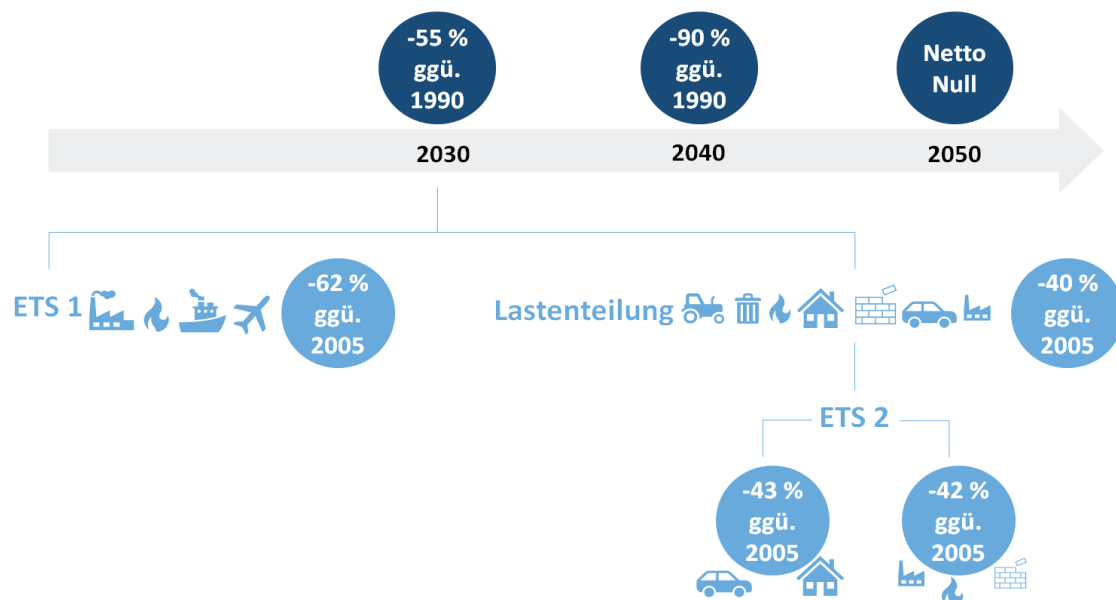 -55 %
ggü.
1990
-90 %
ggü.
1990
Netto
Null
2030
2040
2050
ETS 1
-62 %
ggü.
2005
Lastenteilung
-40 %
ggü.
2005
ETS 2
-43 %
ggü.
2005
-42 %
ggü.
2005